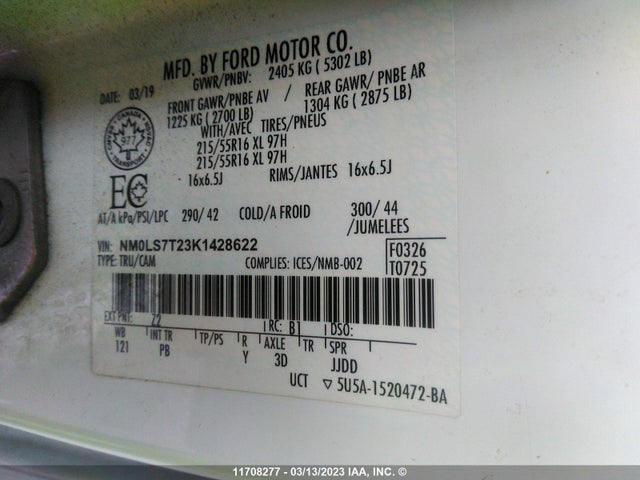 MFD. BY FORD MOTOR CO.
DATE: 03/19 GVWR/PNBV: 2405 KG ( 5302 LB)
FRONT GAWR/PNBE AV / REAR GAWR/ PNBE AR
1225 KG ( 2700 LB) 1304 KG ( 2875 LB)
WITH/AVEC TIRES/PNEUS
215/55R16 XL 97H
215/55R16 XL 97H
16x6.5J RIMS/JANTES 16x6.5J
CANADA
977
TRANSPORT
EC
AT/A kPa/PSI/LPC 290/ 42 COLD/A FROID 300/ 44
/JUMELEES
VIN: NM0LS7T23K1428622
TYPE: TRU/CAM COMPLIES: ICES/NMB-002
F0326
T0725
EXT PNT: Z2 RC: B1 DSO:
WB INT TR TP/PS R AXLE TR SPR
121 PB Y 3D JJDD
UCT ▽ 5U5A-1520472-BA
11708277 - 03/13/2023 IAA, INC. ©